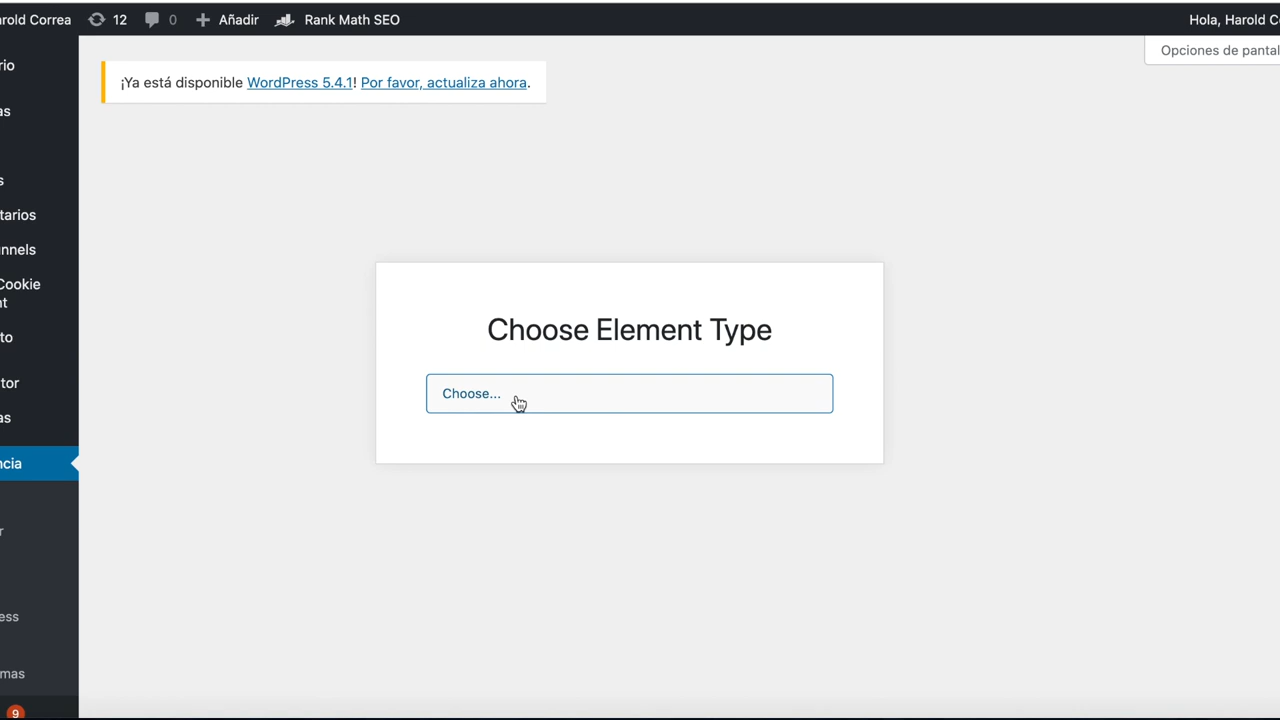 rold Correa 12 0 Añadir Rank Math SEO Hola, Harold C
Opciones de pantal
¡Ya está disponible WordPress 5.4.1! Por favor, actualiza ahora.
rio
as
s
tarios
nnels
Cookie
nt
to
tor
as
ncia
r
ess
mas
9
Choose Element Type
Choose...